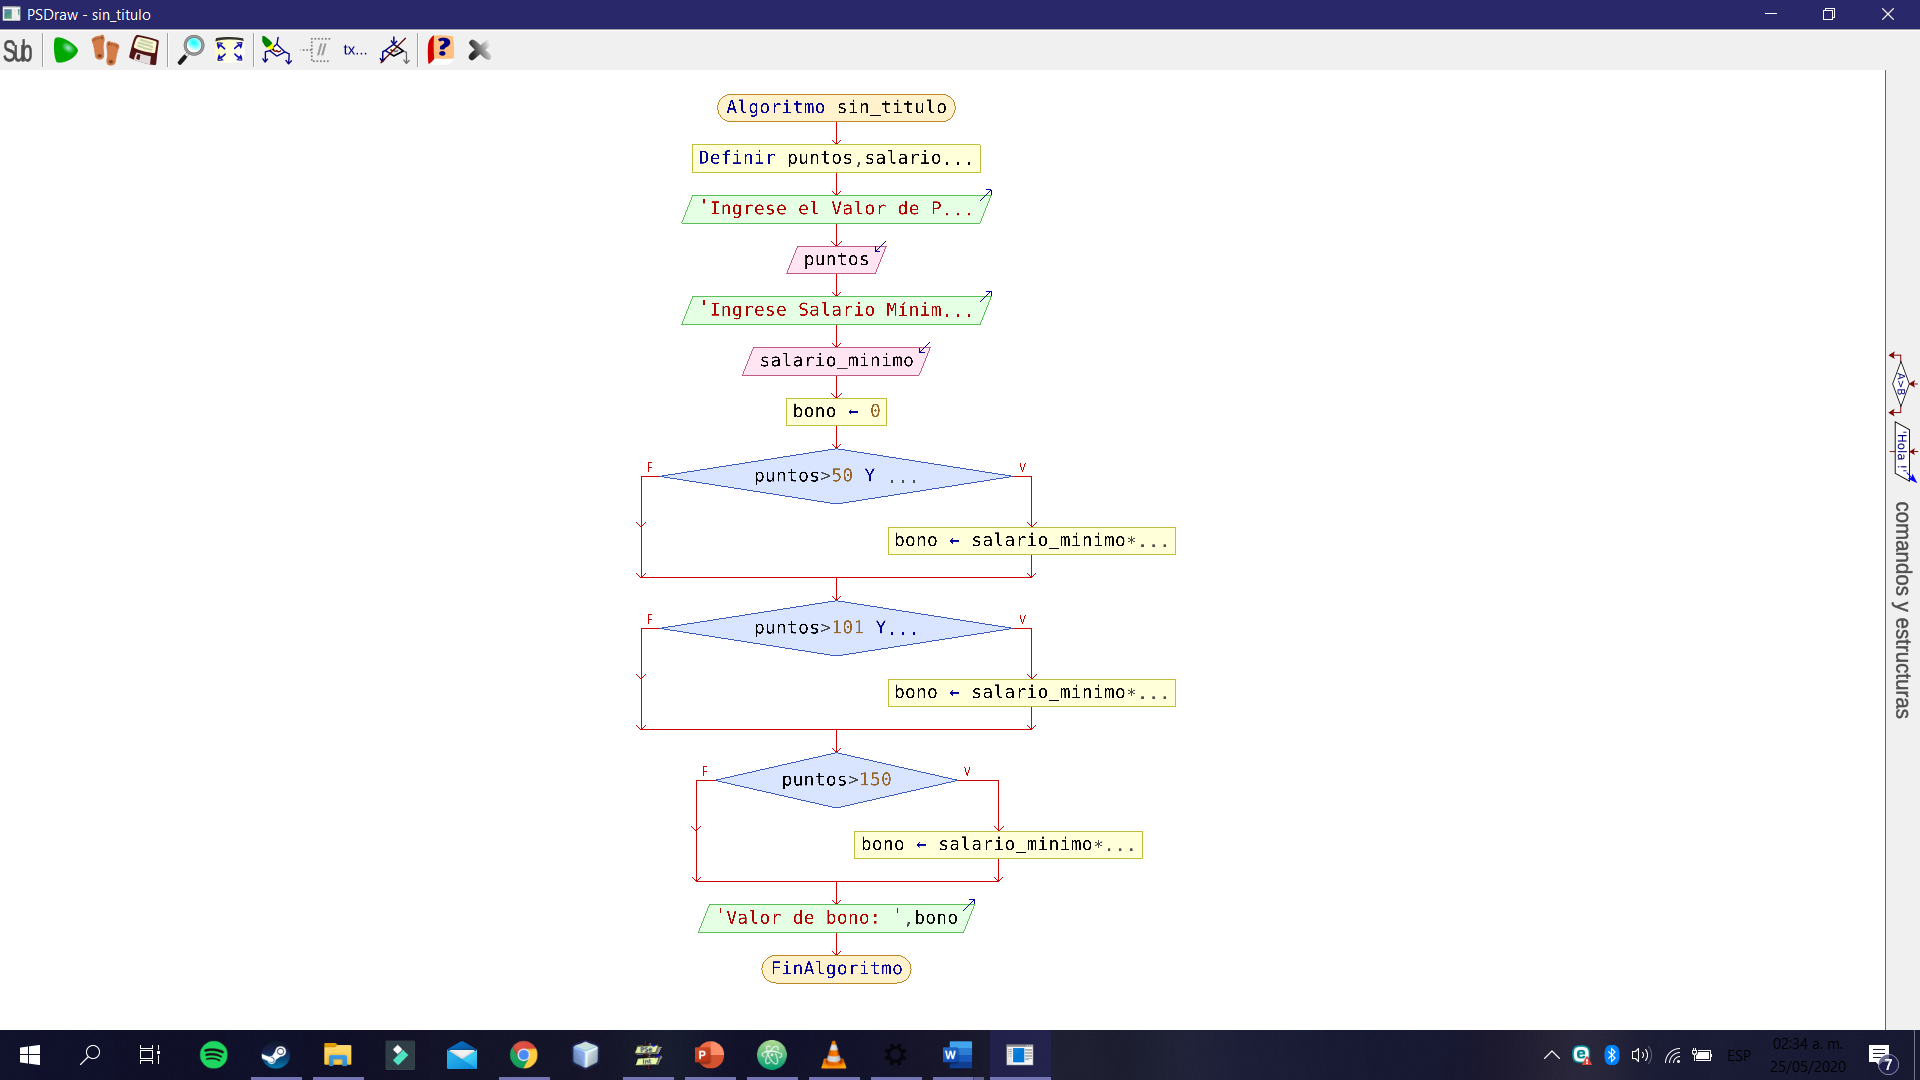 PSDraw - sin_titulo
Sub
tx...
Algoritmo sin_titulo
Definir puntos,salario...
'Ingrese el Valor de P...
puntos
'Ingrese Salario Mínim...
salario_minimo
bono ← 0
F
puntos>50 Y ...
V
bono ← salario_minimo*...
F
puntos>101 Y...
V
bono ← salario_minimo*...
F
puntos>150
V
bono ← salario_minimo*...
'Valor de bono: ',bono
FinAlgoritmo
A>B
'Hola !'
comandos y estructuras
ESP
02:34 a. m.
25/05/2020
7